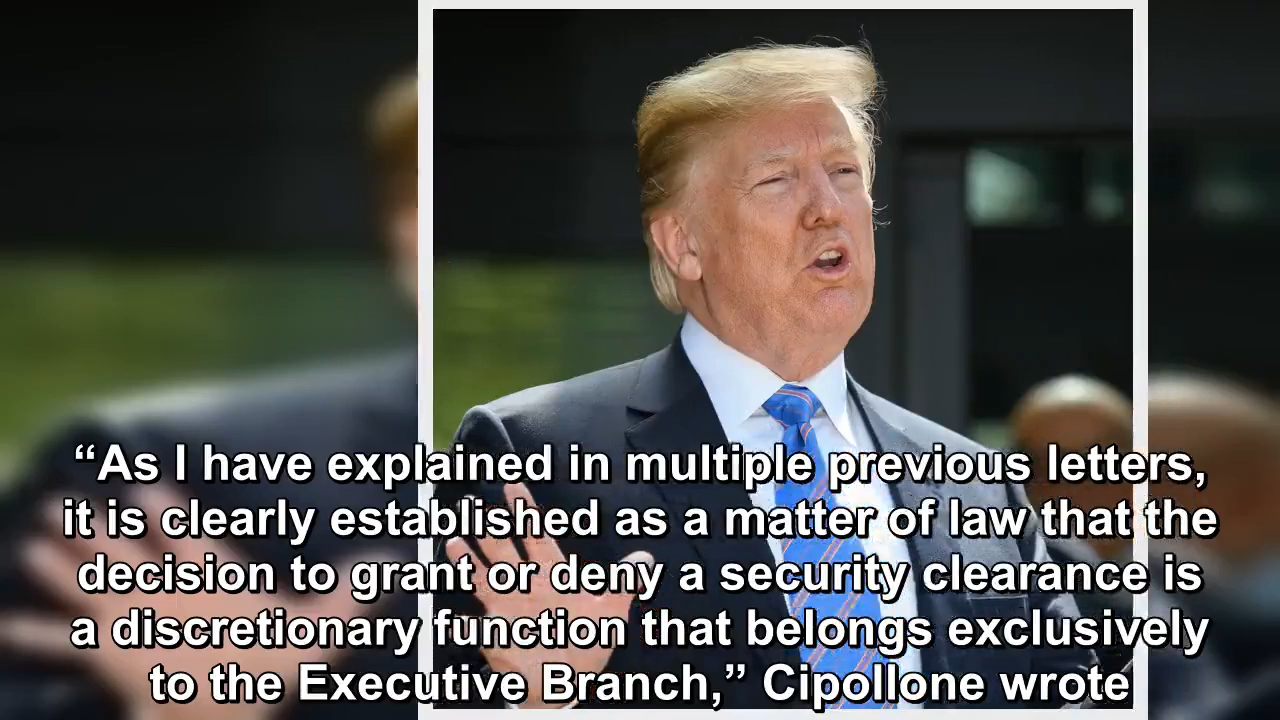 “As I have explained in multiple previous letters,
it is clearly established as a matter of law that the
decision to grant or deny a security clearance is
a discretionary function that belongs exclusively
to the Executive Branch,” Cipollone wrote